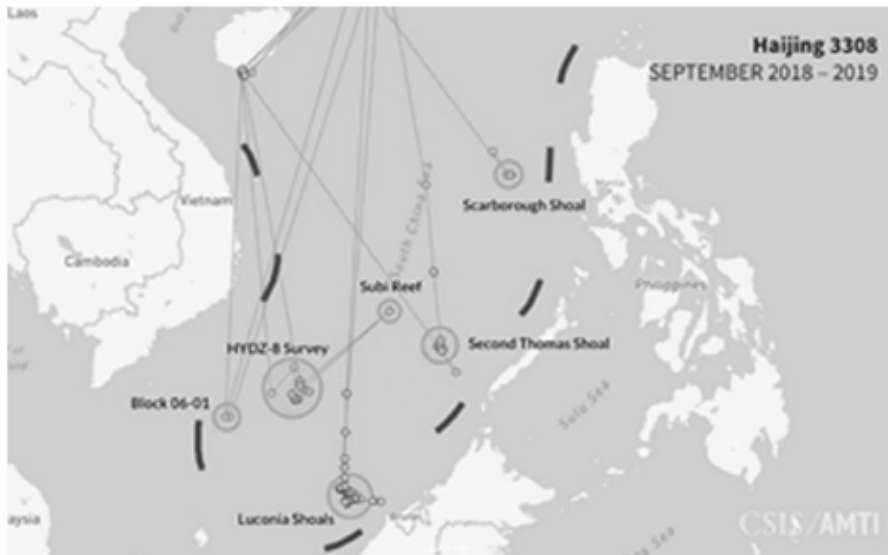 Laos
Haijing 3308
SEPTEMBER 2018 – 2019
Vietnam
South China Sea
Scarborough Shoal
Cambodia
Subi Reef
Philippines
HYDZ-8 Survey
Second Thomas Shoal
Block 06-01
Sulu Sea
Luconia Shoals
aysia
CSIS/AMTI